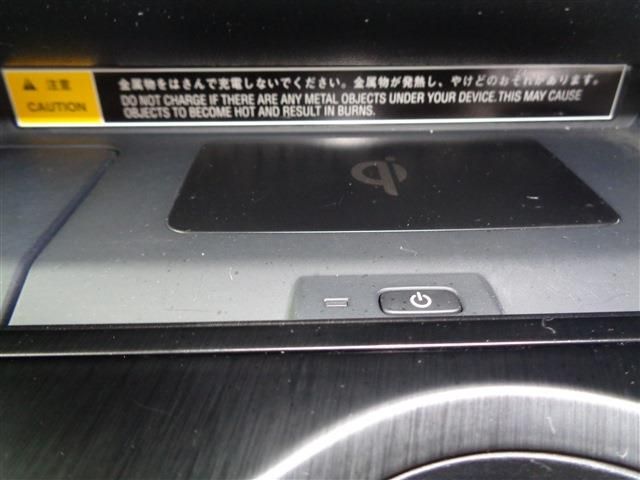 注意
CAUTION
金属物をはさんで充電しないでください。金属物が発熱し、やけどのおそれがあります。
DO NOT CHARGE IF THERE ARE ANY METAL OBJECTS UNDER YOUR DEVICE.THIS MAY CAUSE
OBJECTS TO BECOME HOT AND RESULT IN BURNS.